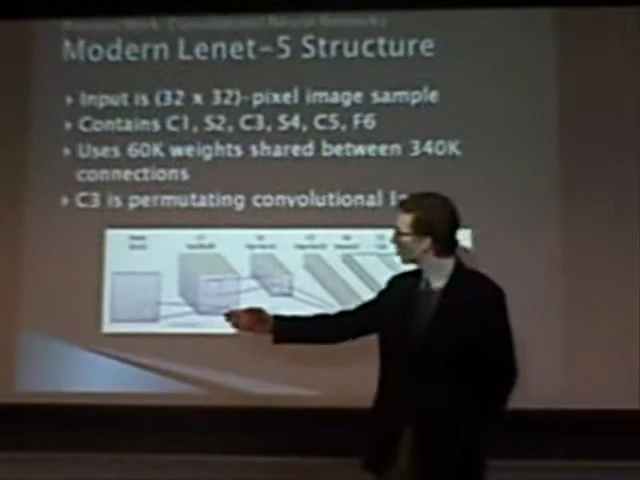 Modern Lenet-5 Structure
Input is (32 x 32)-pixel image sample
Contains C1, S2, C3, S4, C5, F6
Uses 60K weights shared between 340K
connections
C3 is permutating convolutional